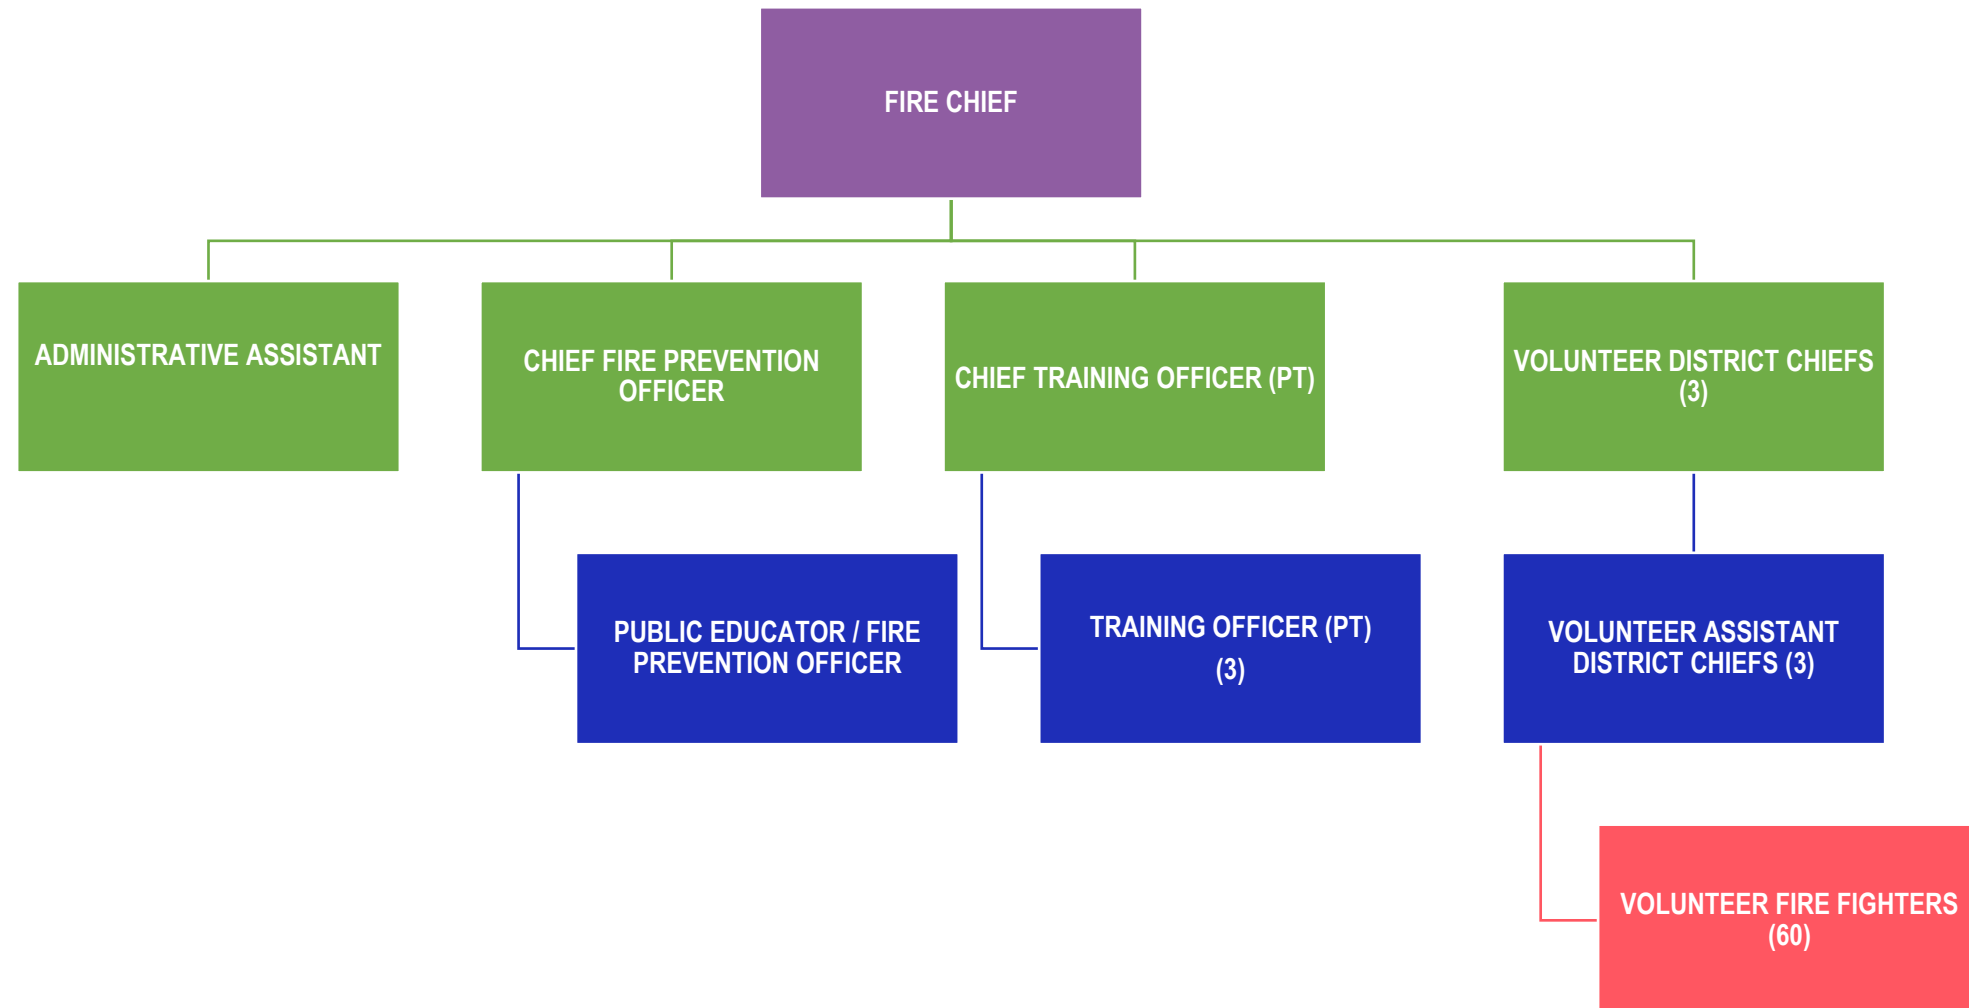 FIRE CHIEF
ADMINISTRATIVE ASSISTANT
CHIEF FIRE PREVENTION
OFFICER
CHIEF TRAINING OFFICER (PT)
VOLUNTEER DISTRICT CHIEFS
(3)
PUBLIC EDUCATOR / FIRE
PREVENTION OFFICER
TRAINING OFFICER (PT)
(3)
VOLUNTEER ASSISTANT
DISTRICT CHIEFS (3)
VOLUNTEER FIRE FIGHTERS
(60)